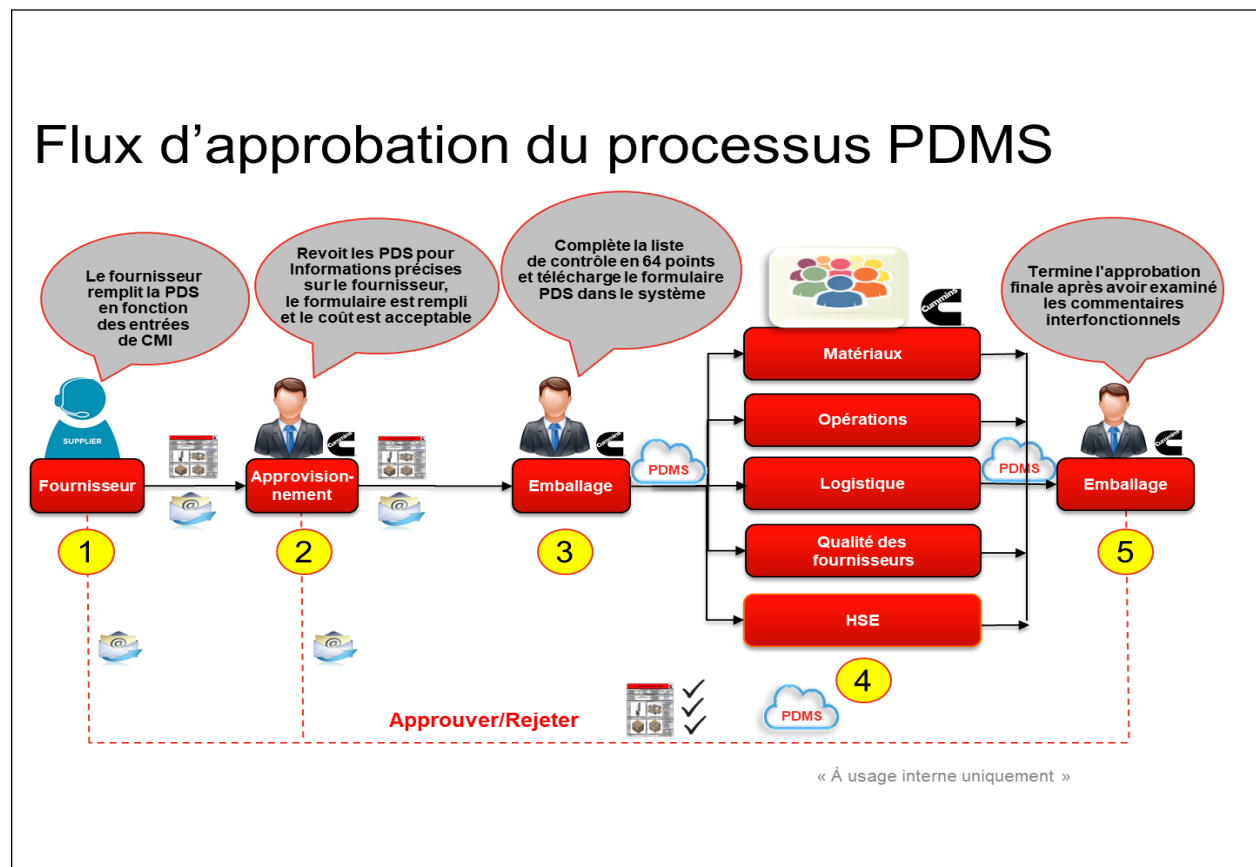 Flux d’approbation du processus PDMS
Le fournisseur
remplit la PDS
en fonction
des entrées
de CMI
Revoit les PDS pour
Informations précises
sur le fournisseur,
le formulaire est rempli
et le coût est acceptable
Complète la liste
de contrôle en 64 points
et télécharge le formulaire
PDS dans le système
Termine l'approbation
finale après avoir examiné
les commentaires
interfonctionnels
SUPPLIER
Fournisseur
1
Cummins
Approvision-
nement
2
Cummins
Emballage
3
PDMS
Cummins
Matériaux
Opérations
Logistique
Qualité des
fournisseurs
HSE
4
PDMS
Cummins
Emballage
5
Approuver/Rejeter
PDMS
« À usage interne uniquement »